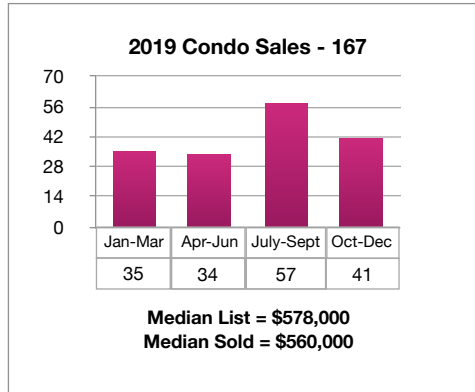 2019 Condo Sales - 167
70
56
42
28
14
0
Jan-Mar Apr-Jun July-Sept Oct-Dec
35 34 57 41
Median List = $578,000
Median Sold = $560,000